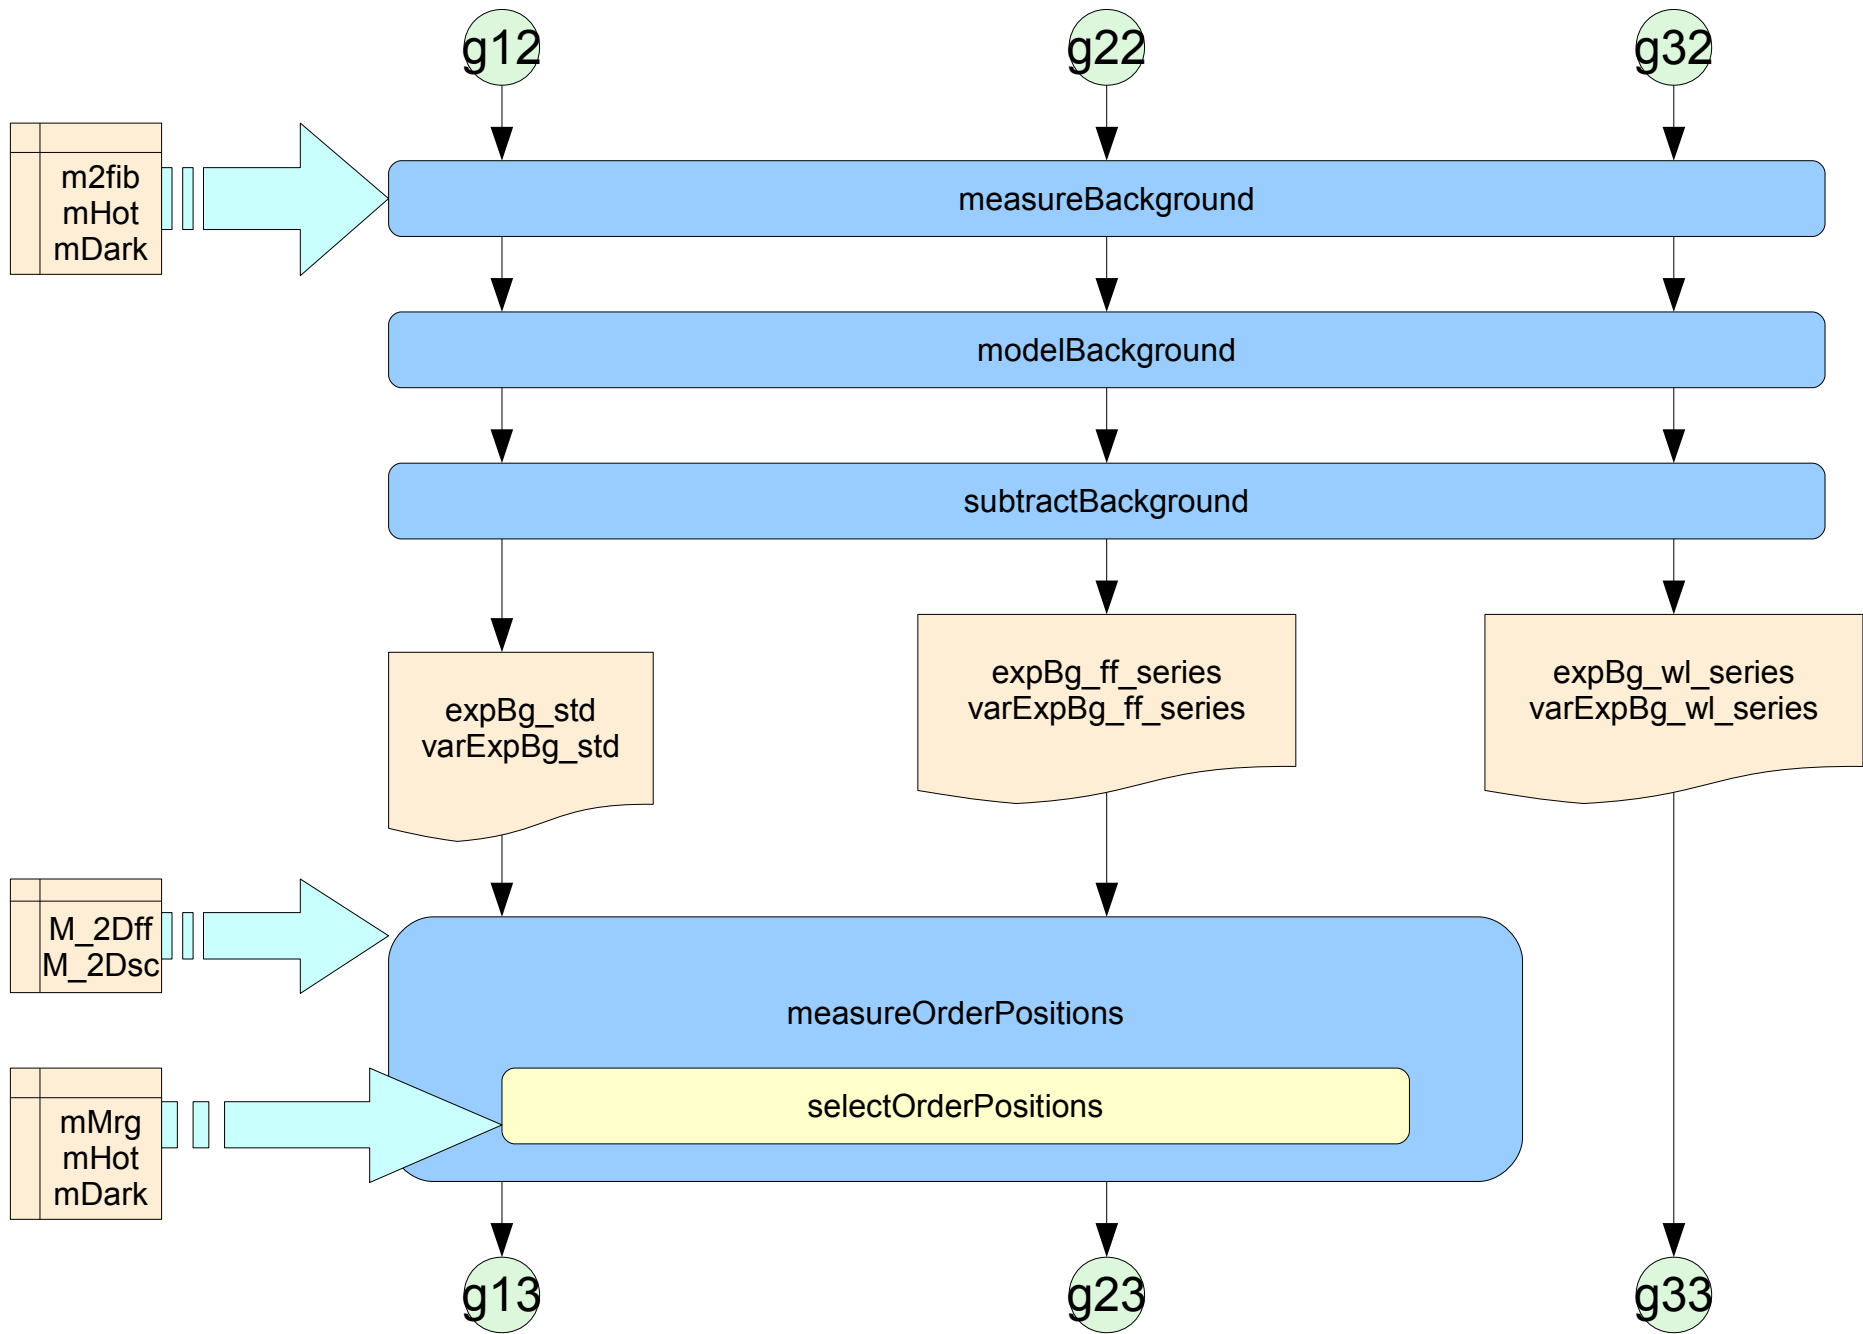 g12
g22
g32
m2fib
mHot
mDark
measureBackground
modelBackground
subtractBackground
expBg_std
varExpBg_std
expBg_ff_series
varExpBg_ff_series
expBg_wl_series
varExpBg_wl_series
M_2Dff
M_2Dsc
measureOrderPositions
mMrg
mHot
mDark
selectOrderPositions
g13
g23
g33